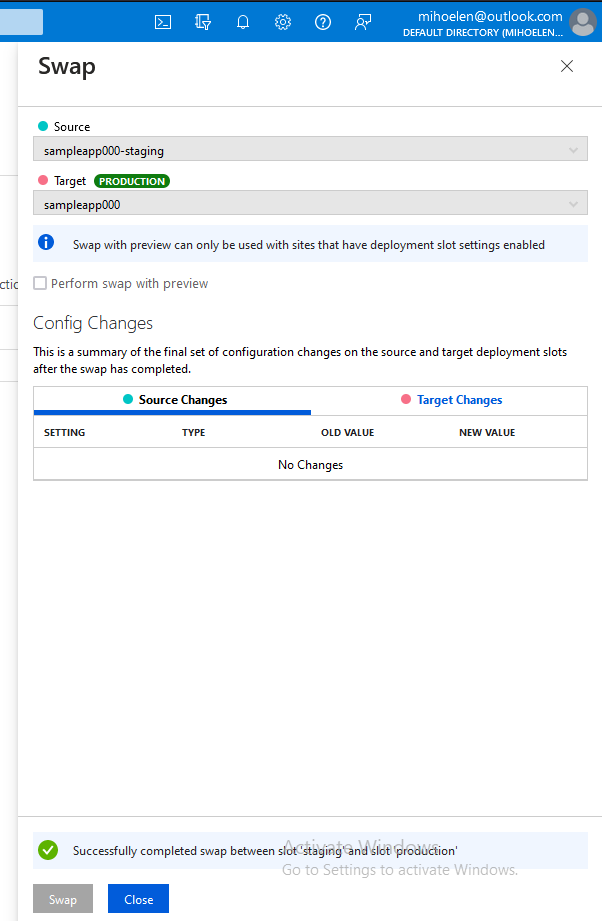 mihoelen@outlook.com
DEFAULT DIRECTORY (MIHOELEN...
Swap
Source
sampleapp000-staging
Target PRODUCTION
sampleapp000
Swap with preview can only be used with sites that have deployment slot settings enabled
Perform swap with preview
Config Changes
This is a summary of the final set of configuration changes on the source and target deployment slots
after the swap has completed.
Source Changes Target Changes
SETTING TYPE OLD VALUE NEW VALUE
No Changes
Successfully completed swap between slot 'staging' and slot 'production'
Activate Windows
Go to Settings to activate Windows.
Swap Close